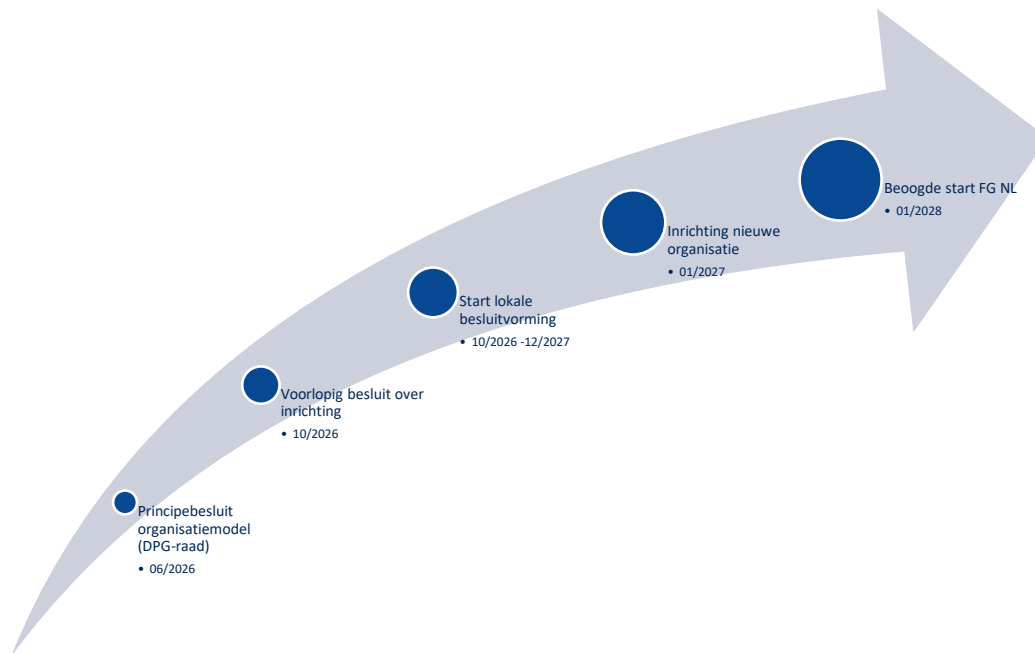 Principebesluit
organisatiemodel
(DPG-raad)
• 06/2026
Voorlopig besluit over
inrichting
• 10/2026
Start lokale
besluitvorming
• 10/2026 -12/2027
Inrichting nieuwe
organisatie
• 01/2027
Beoogde start FG NL
• 01/2028